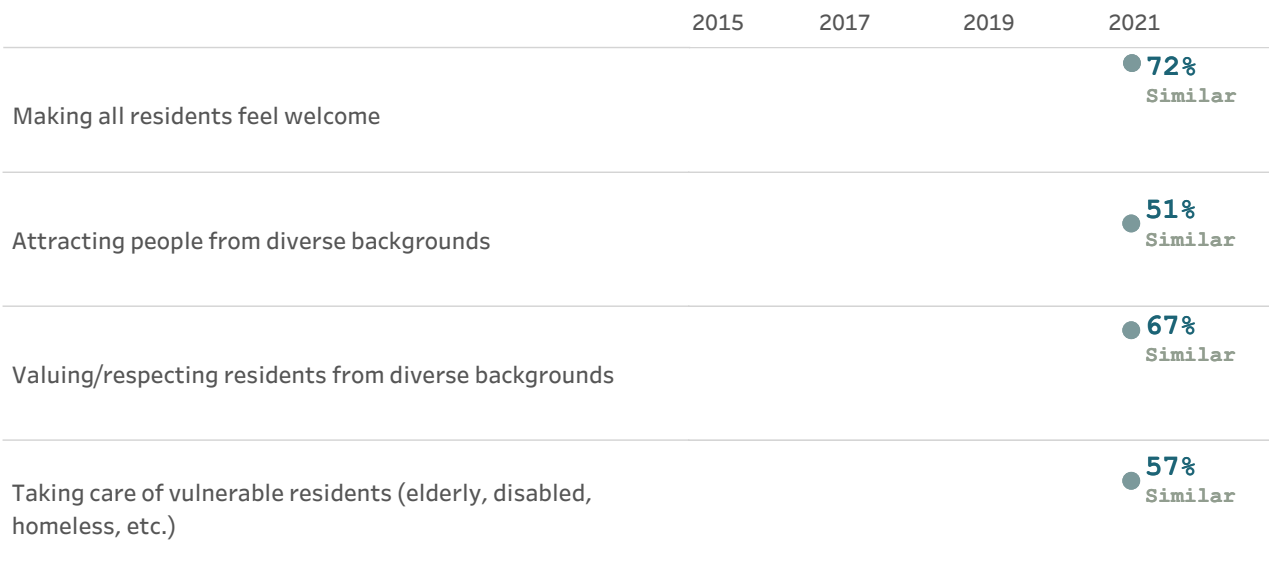 2015 2017 2019 2021
72%
Similar
Making all residents feel welcome
51%
Similar
Attracting people from diverse backgrounds
67%
Similar
Valuing/respecting residents from diverse backgrounds
57%
Similar
Taking care of vulnerable residents (elderly, disabled,
homeless, etc.)